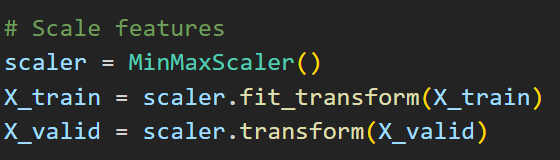 # Scale features
scaler = MinMaxScaler()
X_train = scaler.fit_transform(X_train)
X_valid = scaler.transform(X_valid)